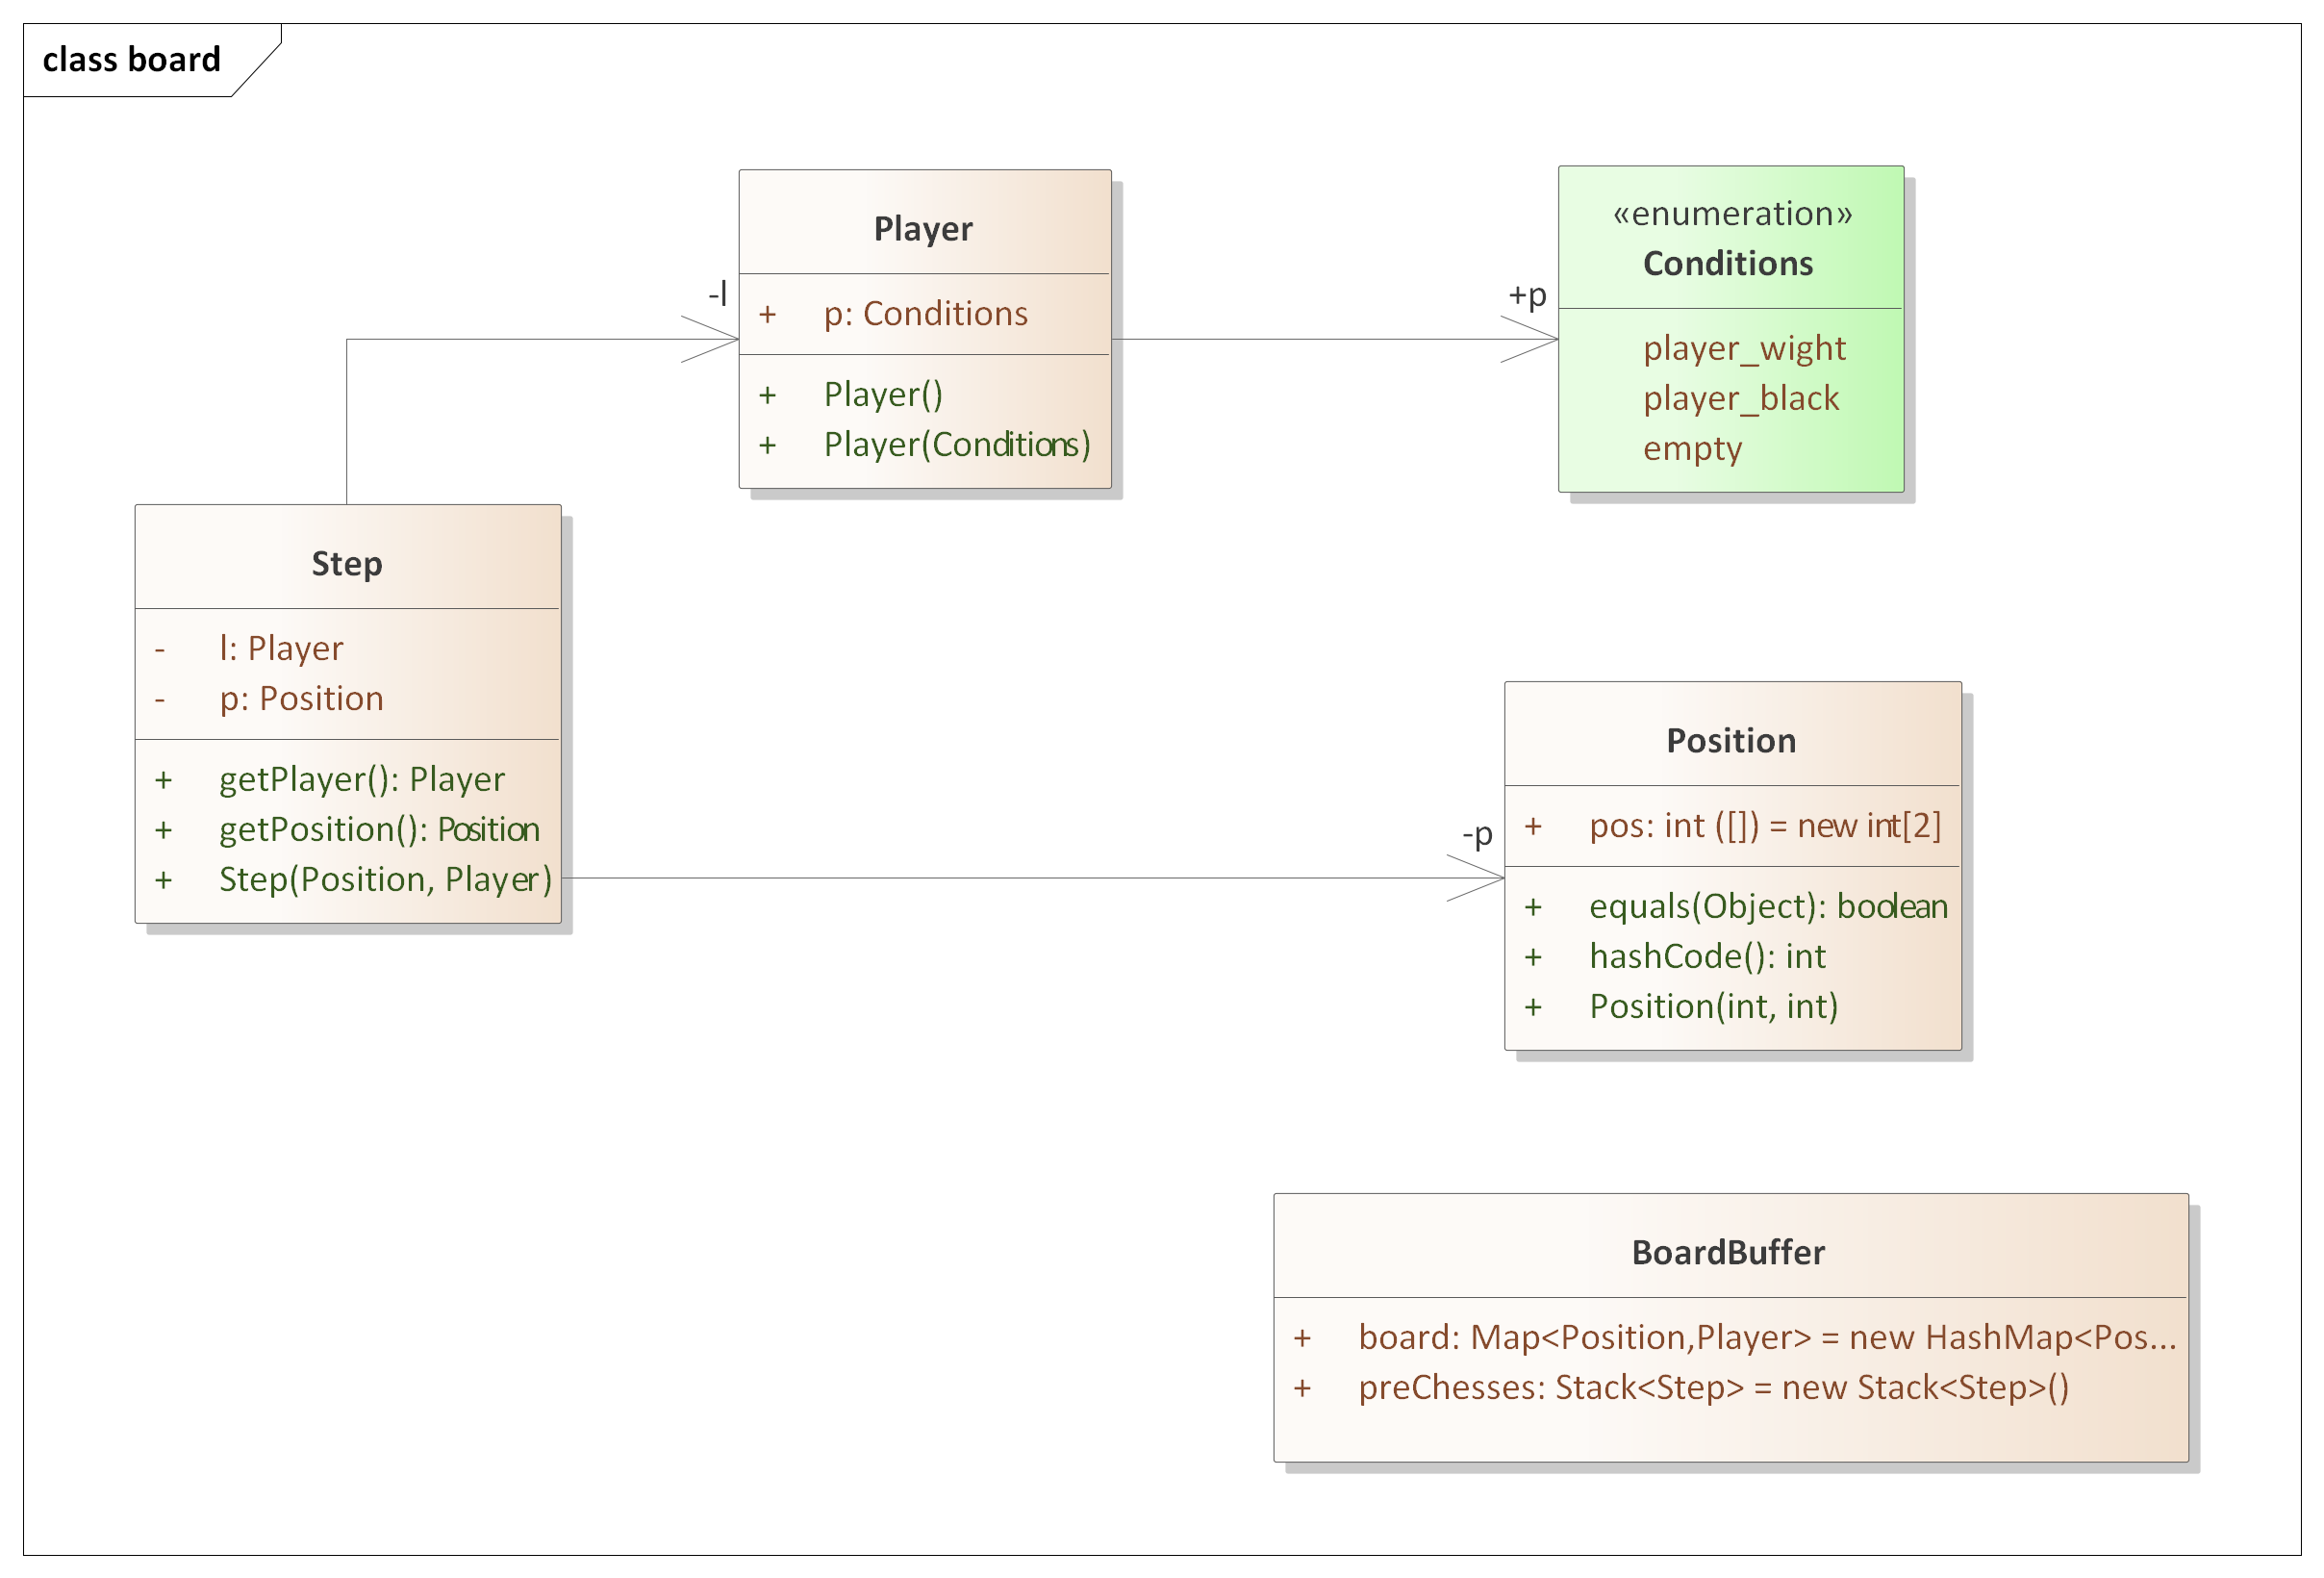 class board
Player
+ p: Conditions
+ Player()
+ Player(Conditions)
-l
«enumeration»
Conditions
player_wight
player_black
empty
+p
Step
- l: Player
- p: Position
+ getPlayer(): Player
+ getPosition(): Position
+ Step(Position, Player)
-p
Position
+ pos: int ([]) = new int[2]
+ equals(Object): boolean
+ hashCode(): int
+ Position(int, int)
BoardBuffer
+ board: Map<Position,Player> = new HashMap<Pos...
+ preChesses: Stack<Step> = new Stack<Step>()